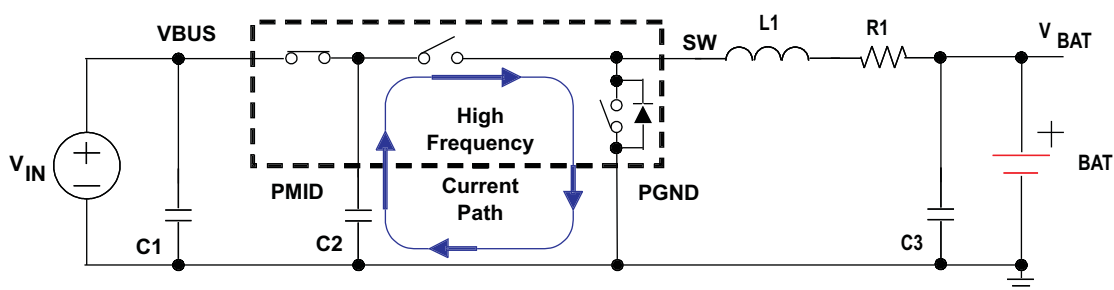 VBUS
SW
L1
R1
V BAT
High
Frequency
V IN
+
−
PMID
Current
Path
PGND
+
BAT
C1
C2
C3